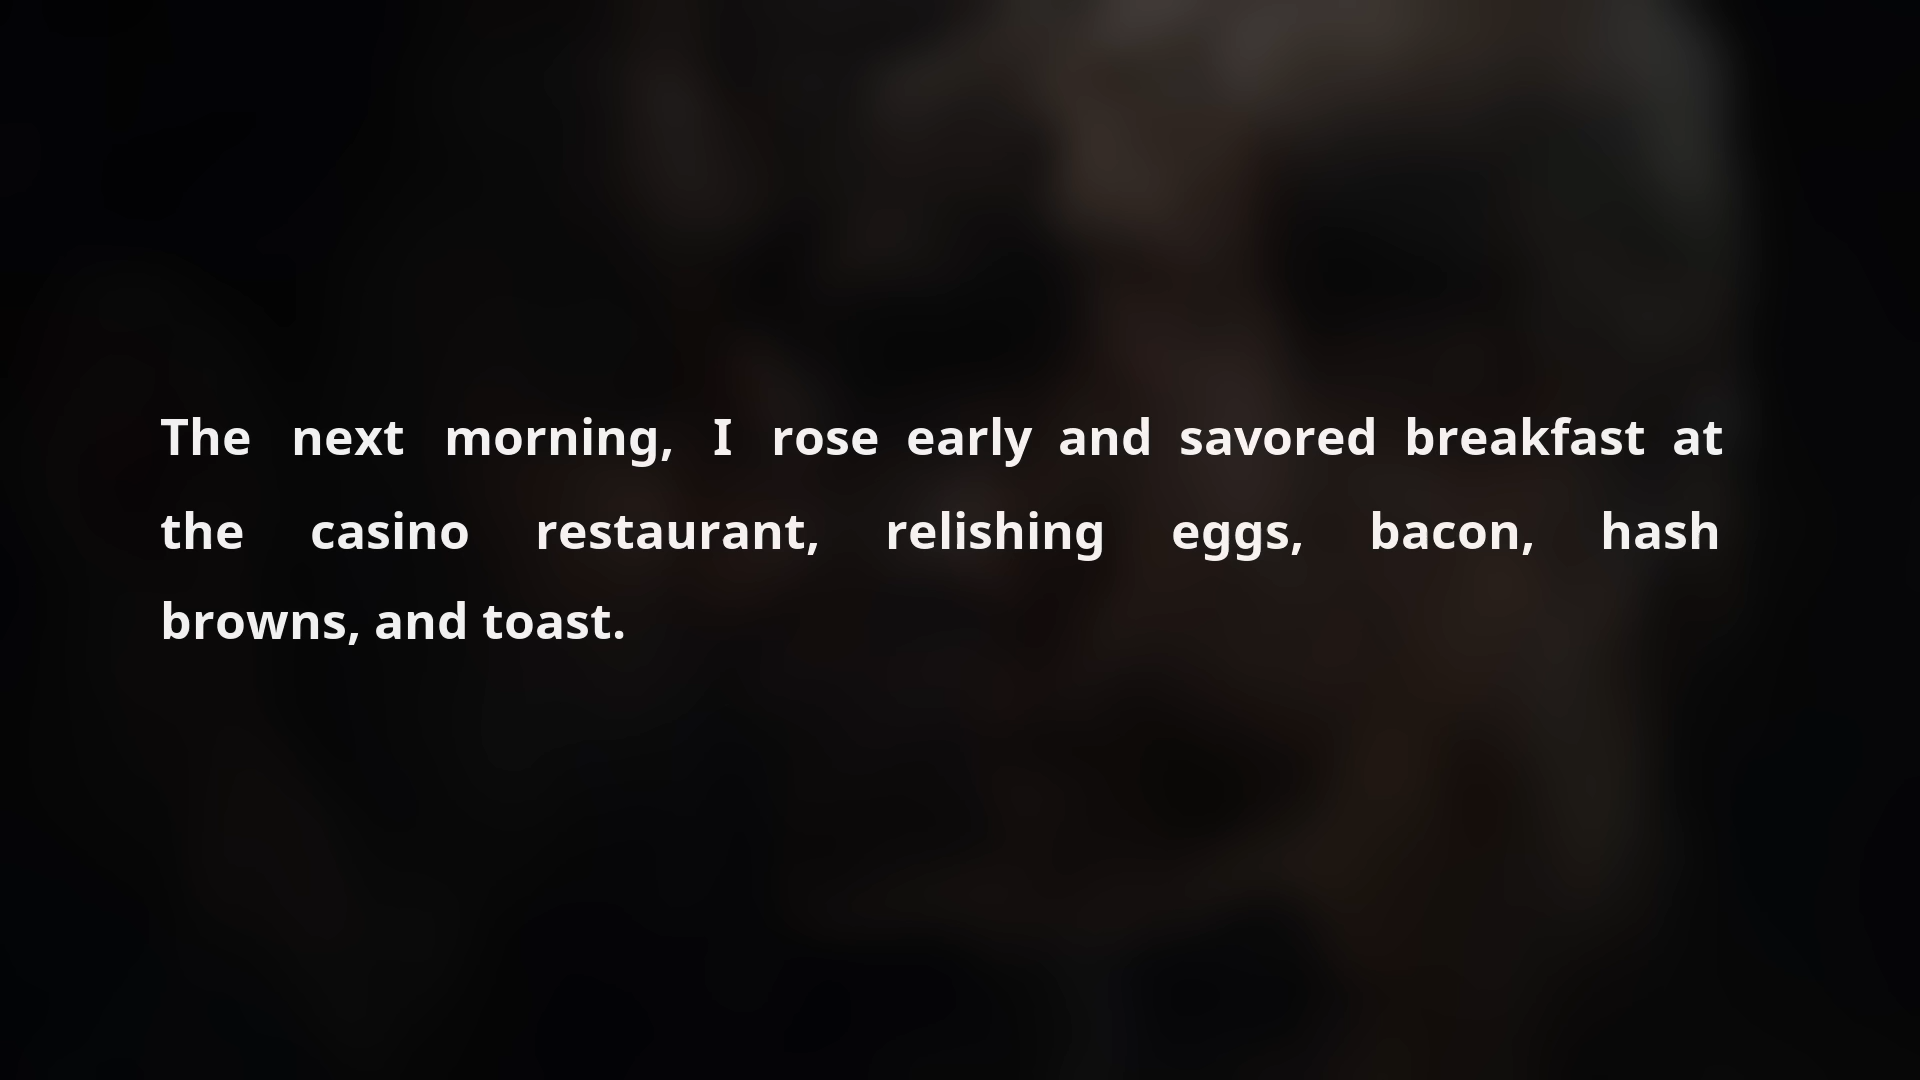 The next morning, I rose early and savored breakfast at
the casino restaurant, relishing eggs, bacon, hash
browns, and toast.